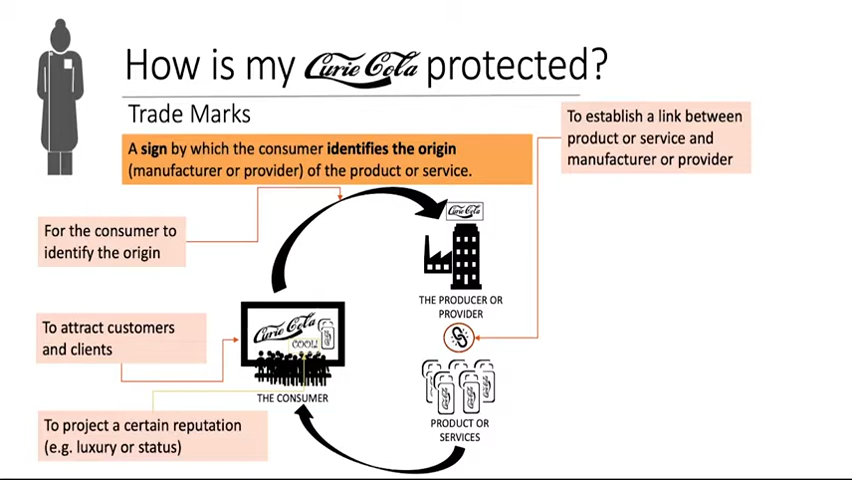 How is my Curie Cola protected?
Trade Marks
A sign by which the consumer identifies the origin
(manufacturer or provider) of the product or service.
To establish a link between
product or service and
manufacturer or provider
For the consumer to
identify the origin
Curie Cola
THE PRODUCER OR
PROVIDER
To attract customers
and clients
Curie Cola
COOL!
THE CONSUMER
To project a certain reputation
(e.g. luxury or status)
PRODUCT OR
SERVICES